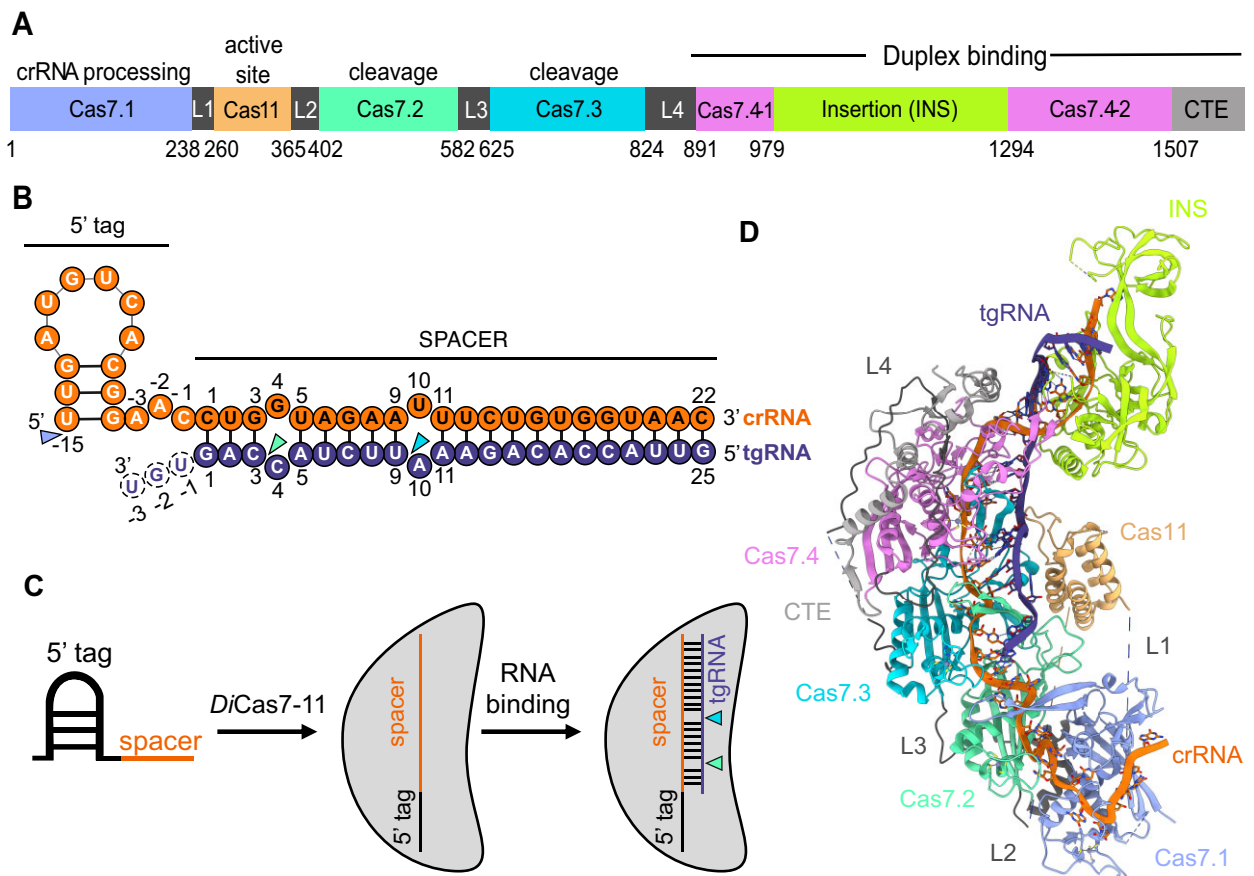 A
crRNA processing
active
site
cleavage
cleavage
Duplex binding
Cas7.1
L1
Cas11
L2
Cas7.2
L3
Cas7.3
L4
Cas7.4-1
Insertion (INS)
Cas7.4-2
CTE
1
238
260
365
402
582
625
824
891
979
1294
1507
B
5' tag
SPACER
U U G A U G U C A C G G A A C
-3 -2 -1
5'
-15
1 3 4 5 9 10 11 22
C U G G U A G A A U U U C U G U G G U A A C
3' crRNA
G A C C A U C U U A A A G A C A C C A U U G
5' tgRNA
3'
U G U
-3 -2 -1
1 3 4 5 9 10 11 25
C
5' tag
spacer
DiCas7-11
spacer
5' tag
RNA
binding
spacer
tgRNA
5' tag
D
INS
tgRNA
L4
Cas7.4
Cas11
CTE
L1
Cas7.3
L3
crRNA
Cas7.2
L2
Cas7.1